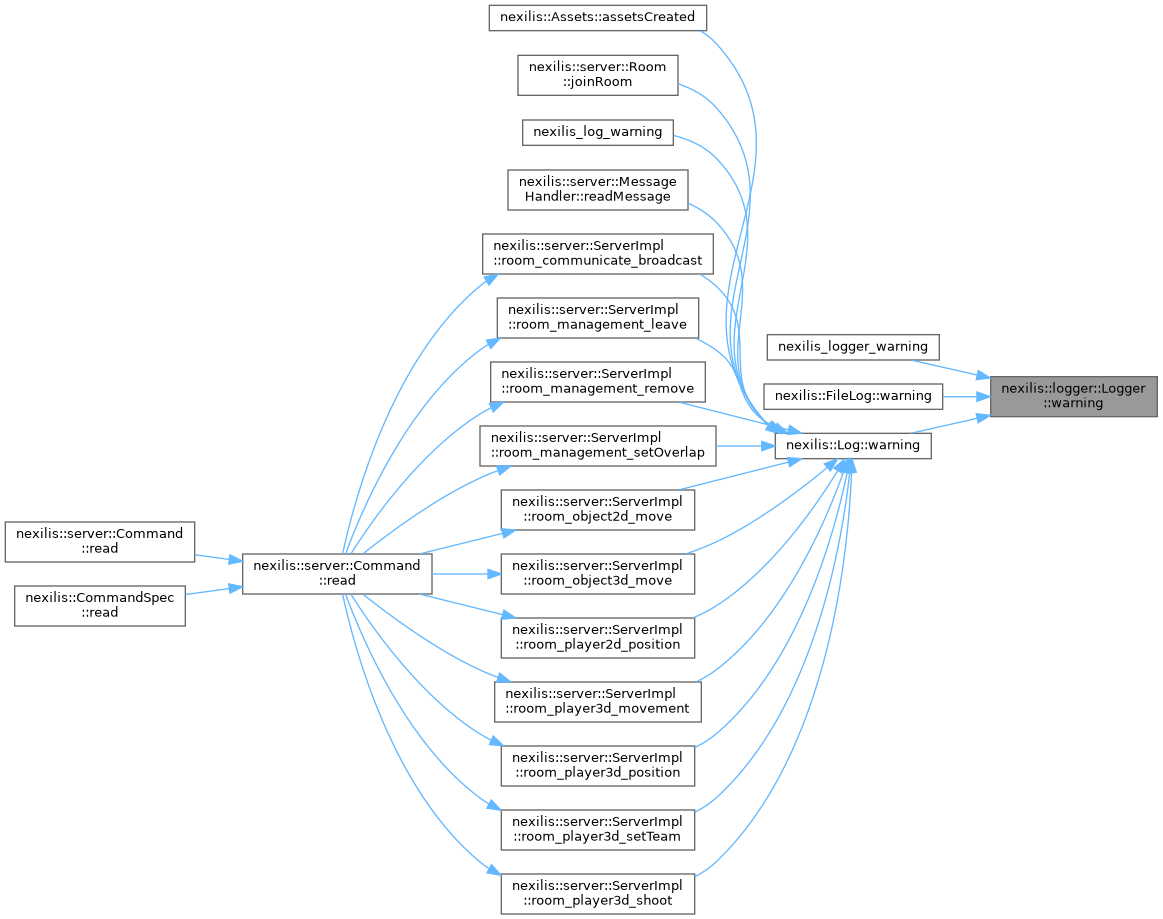 nexilis::Assets::assetsCreated
nexilis::server::Room
::joinRoom
nexilis_log_warning
nexilis::server::Message
Handler::readMessage
nexilis::server::ServerImpl
::room_communicate_broadcast
nexilis::server::ServerImpl
::room_management_leave
nexilis::server::ServerImpl
::room_management_remove
nexilis::server::ServerImpl
::room_management_setOverlap
nexilis::server::ServerImpl
::room_object2d_move
nexilis::server::ServerImpl
::room_object3d_move
nexilis::server::ServerImpl
::room_player2d_position
nexilis::server::ServerImpl
::room_player3d_movement
nexilis::server::ServerImpl
::room_player3d_position
nexilis::server::ServerImpl
::room_player3d_setTeam
nexilis::server::ServerImpl
::room_player3d_shoot
nexilis::server::Command
::read
nexilis::CommandSpec
::read
nexilis::server::Command
::read
nexilis_logger_warning
nexilis::FileLog::warning
nexilis::Log::warning
nexilis::logger::Logger
::warning